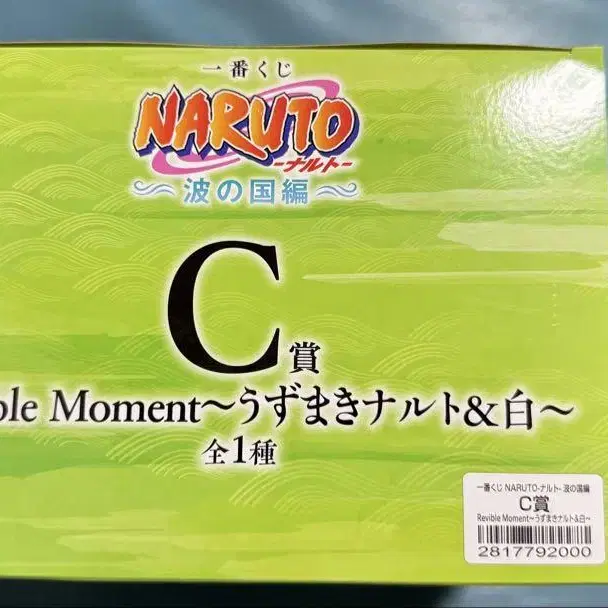 一番くじ
NARUTO
-ナルト-
〜波の国編〜
C賞
ble Moment〜うずまきナルト&白〜
全1種
一番くじ NARUTO-ナルト- 波の国編
C賞
Revible Moment〜うずまきナルト&白〜
2817792000